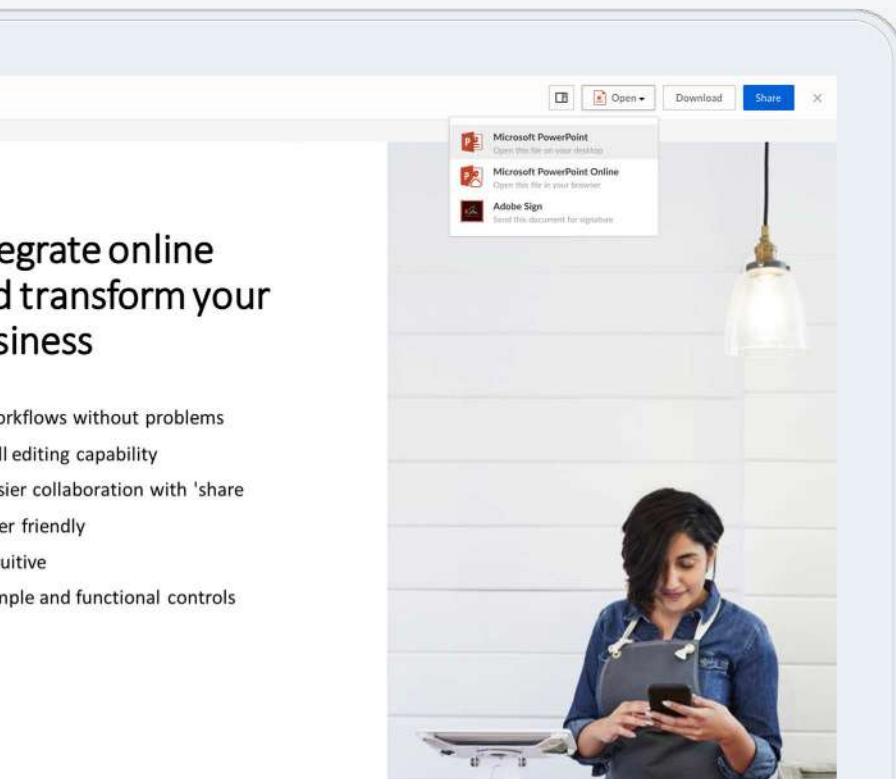 Open
Download
Share
Microsoft PowerPoint
Open this file on your desktop
Microsoft PowerPoint Online
Open this file in your browser
Adobe Sign
Send this document for signature
egrate online
d transform your
siness
orkflows without problems
ll editing capability
sier collaboration with 'share
er friendly
uitive
mple and functional controls